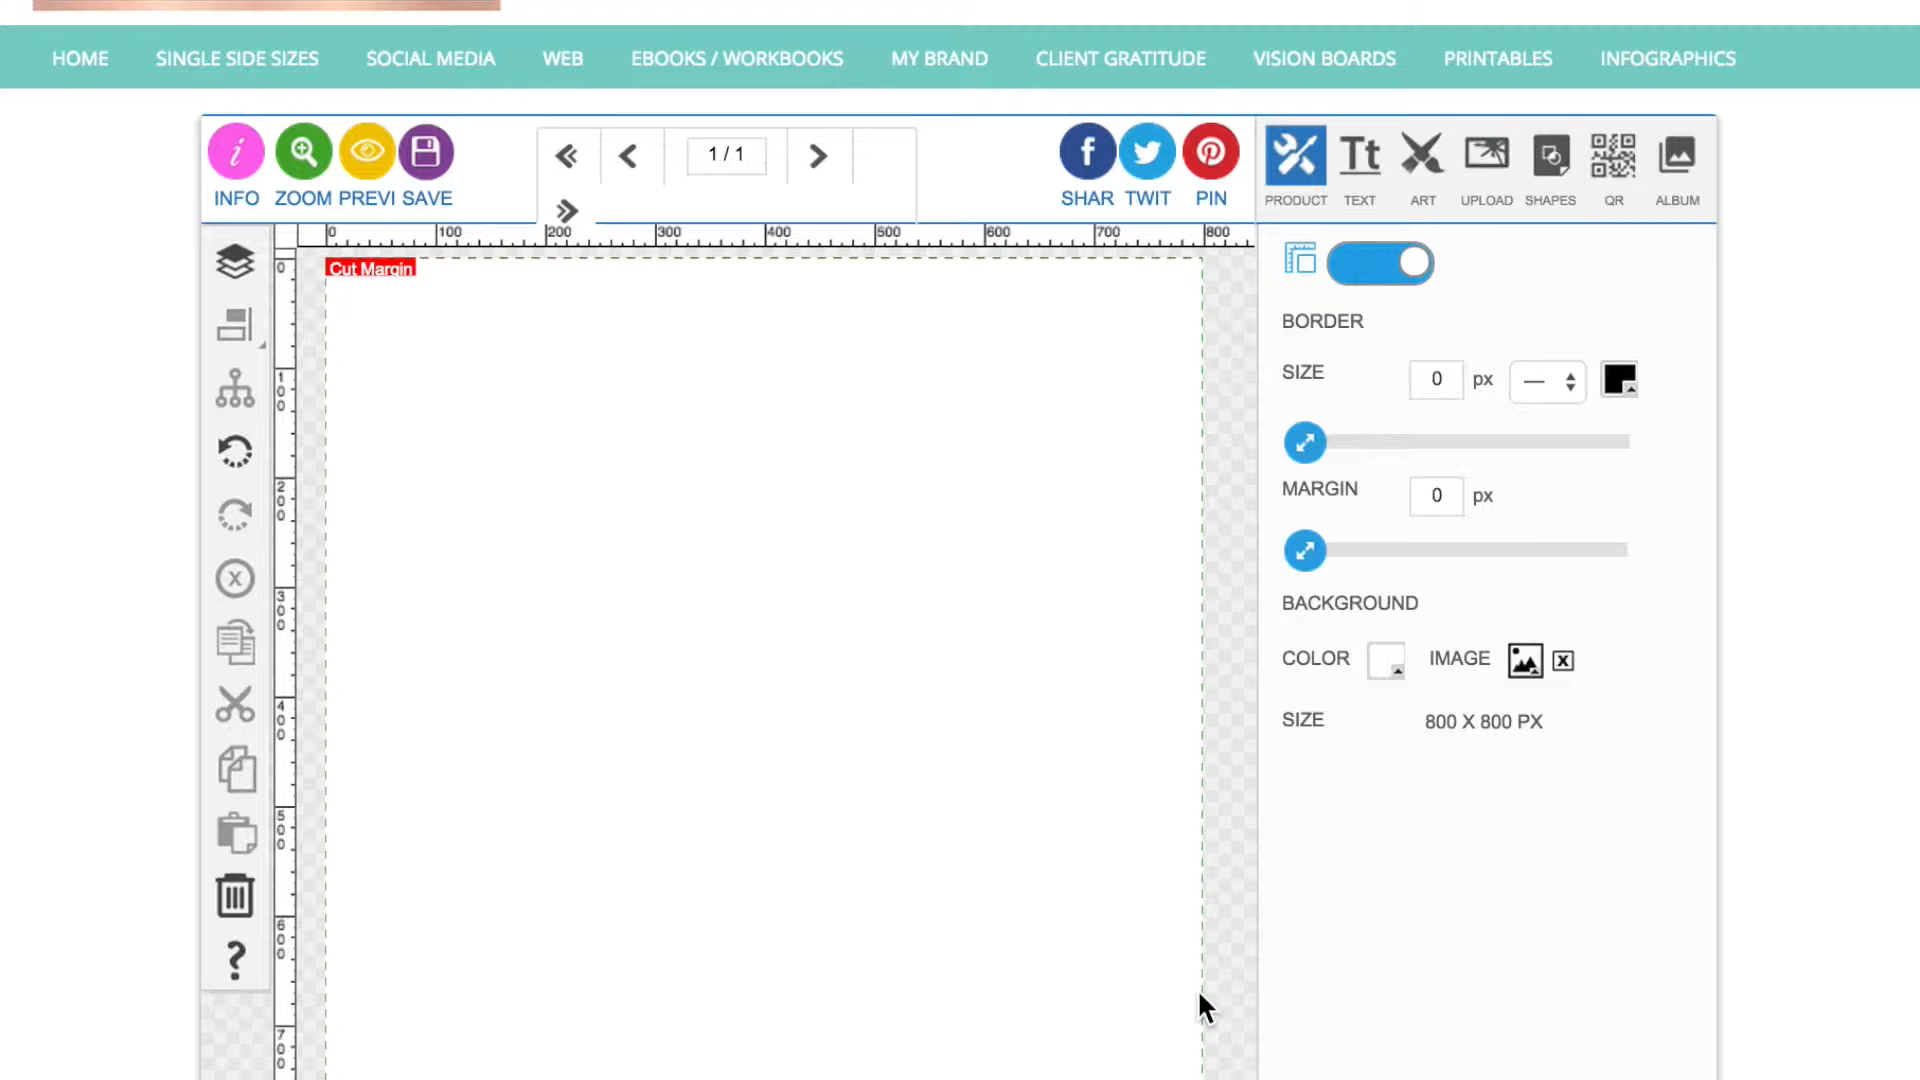 HOME SINGLE SIDE SIZES SOCIAL MEDIA WEB EBOOKS / WORKBOOKS MY BRAND CLIENT GRATITUDE VISION BOARDS PRINTABLES INFOGRAPHICS
1 / 1
INFO ZOOM PREVI SAVE SHAR TWIT PIN
PRODUCT TEXT ART UPLOAD SHAPES QR ALBUM
0 100 200 300 400 500 600 700 800
Cut Margin
0
100
200
300
400
500
600
700
BORDER
SIZE 0 px
MARGIN 0 px
BACKGROUND
COLOR IMAGE
SIZE 800 X 800 PX